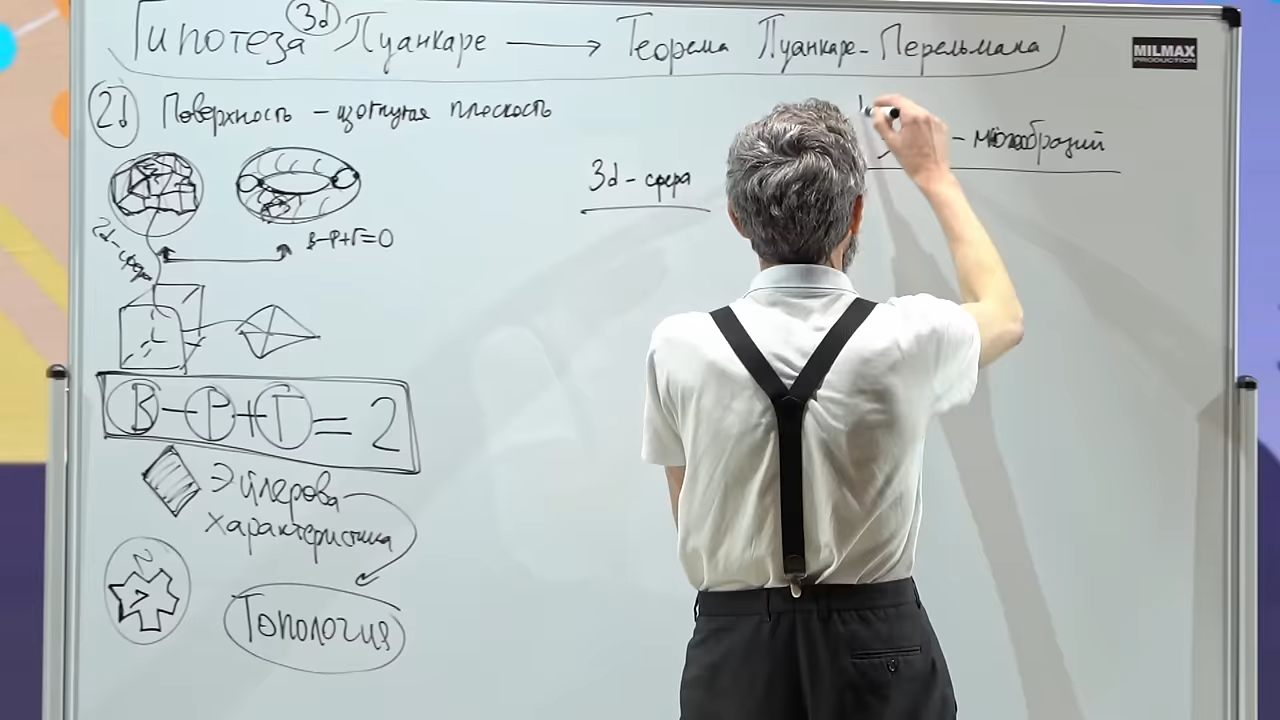 Гипотеза 3d Пуанкаре → Теорема Пуанкаре-Перельмана
MILMAX
PRODUCTION
2d Поверхность – изогнутая плоскость
- многообразий
3d - сфера
2d-сфера
В-Р+Г=0
В-Р+Г=2
Эйлерова
характеристика
Топология